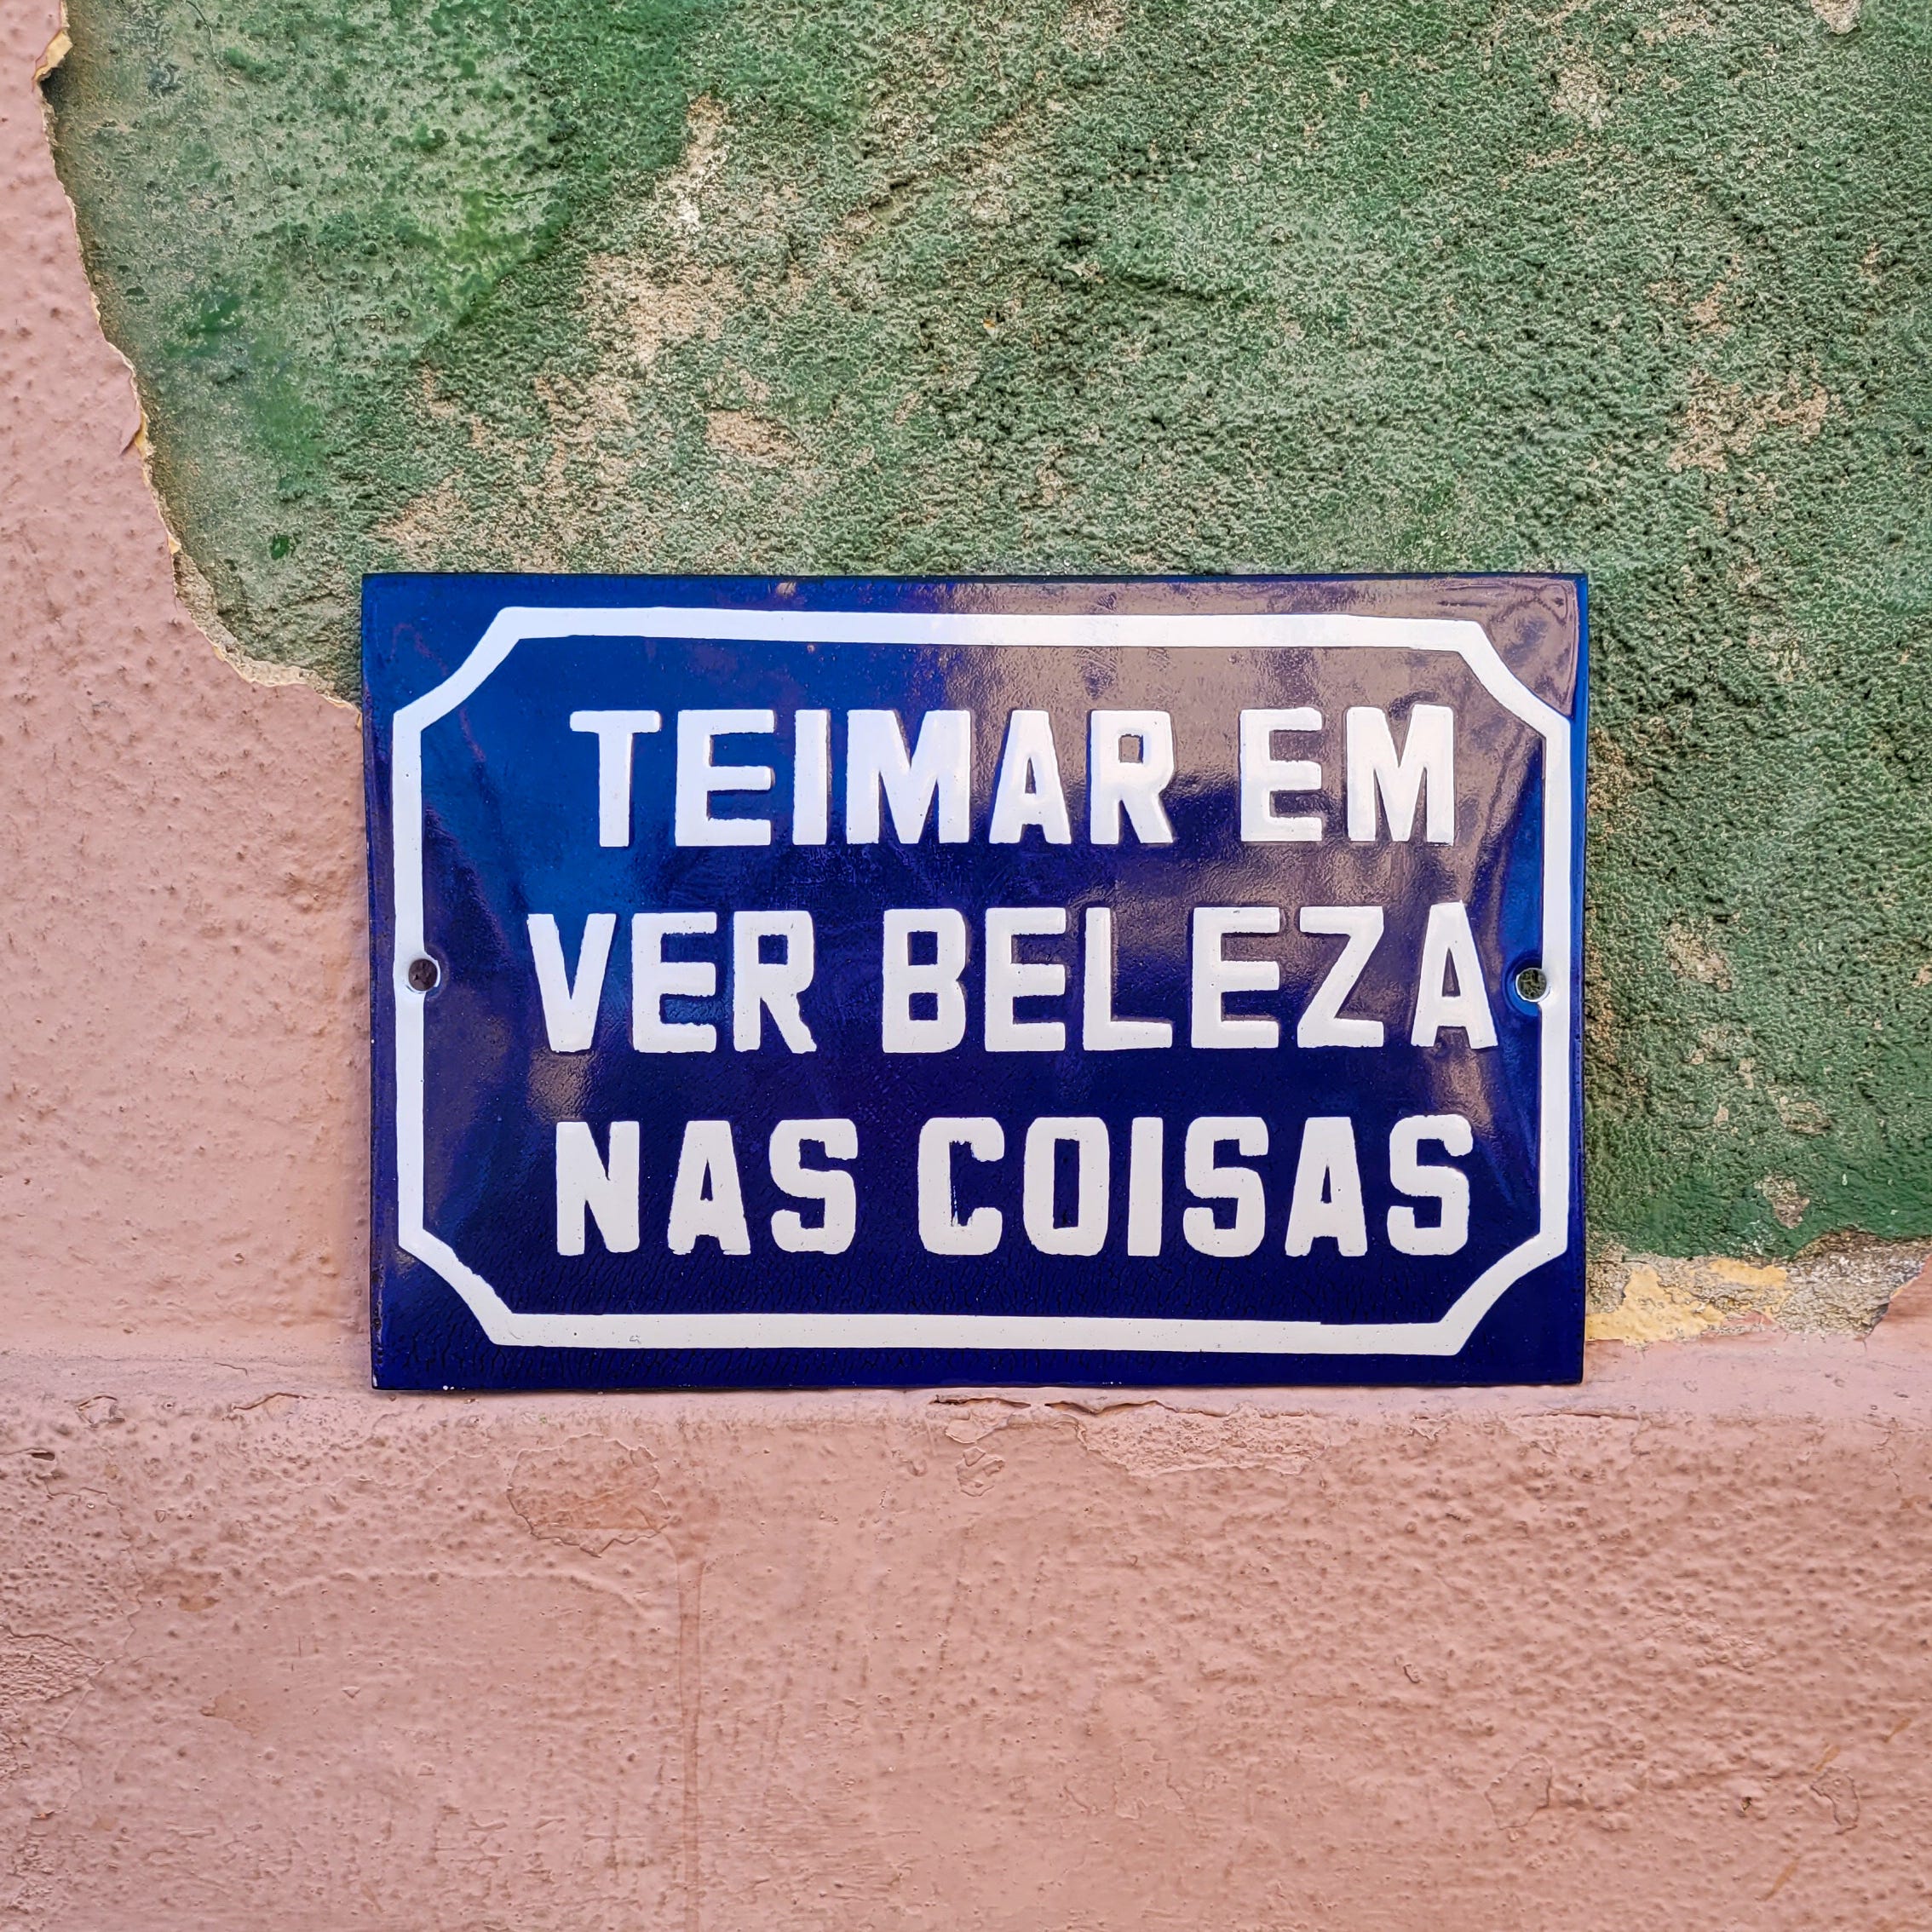 TEIMAR EM
VER BELEZA
NAS COISAS